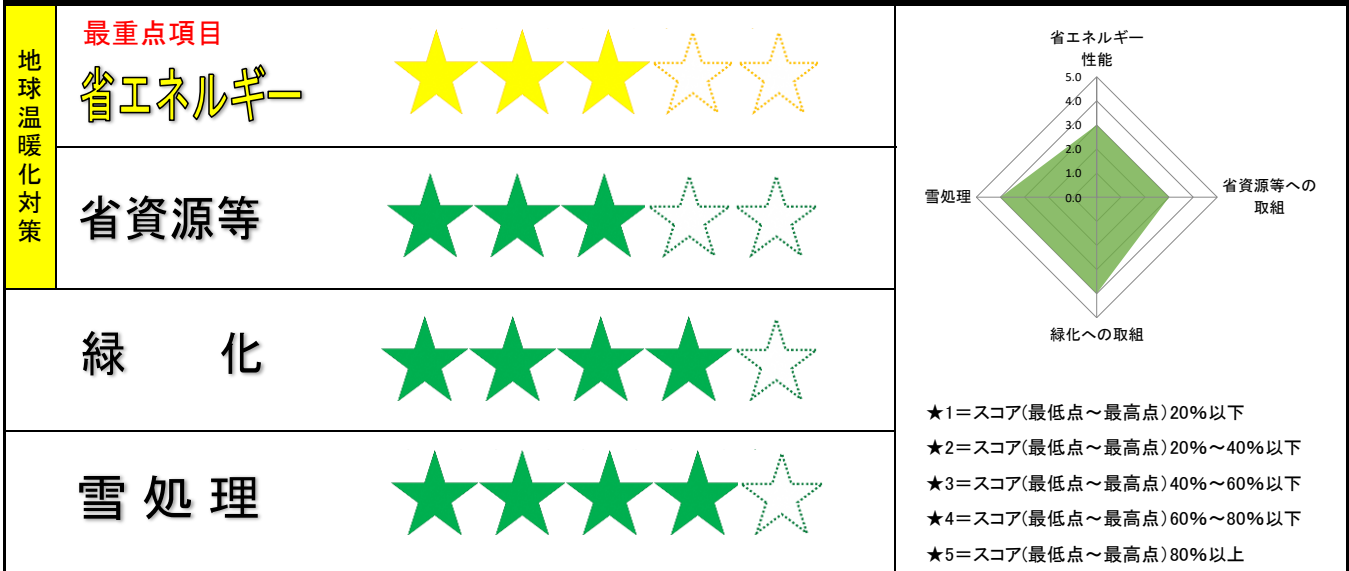 地球温暖化対策
最重点項目
省エネルギー
省資源等
緑 化
雪処理
省エネルギー
性能
5.0
4.0
3.0
2.0
1.0
0.0
雪処理
省資源等への
取組
緑化への取組
★1=スコア(最低点~最高点)20%以下
★2=スコア(最低点~最高点)20%~40%以下
★3=スコア(最低点~最高点)40%~60%以下
★4=スコア(最低点~最高点)60%~80%以下
★5=スコア(最低点~最高点)80%以上